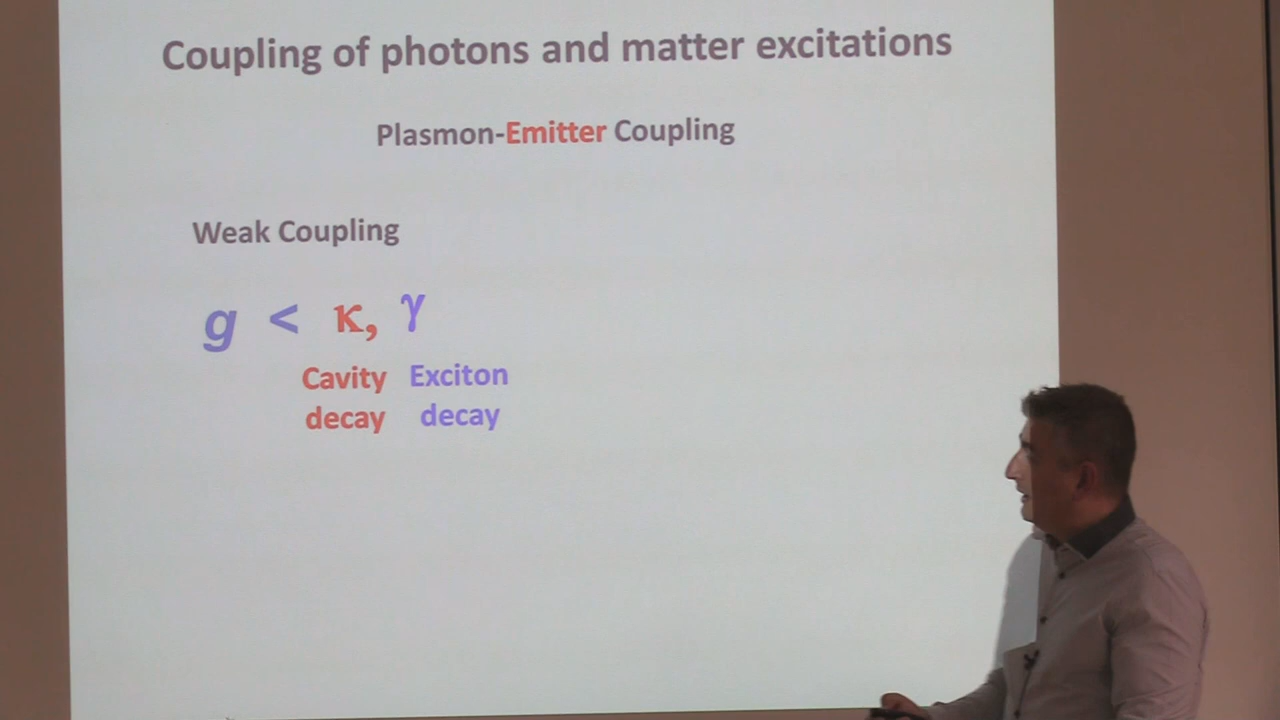 Coupling of photons and matter excitations
Plasmon-Emitter Coupling
Weak Coupling
g < κ, γ
Cavity Exciton
decay decay